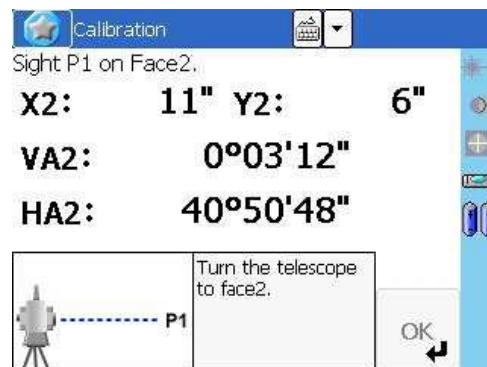 Calibration
Sight P1 on Face2.
X2: 11" Y2: 6"
VA2: 0°03'12"
HA2: 40°50'48"
Turn the telescope
to face2.
P1
OK